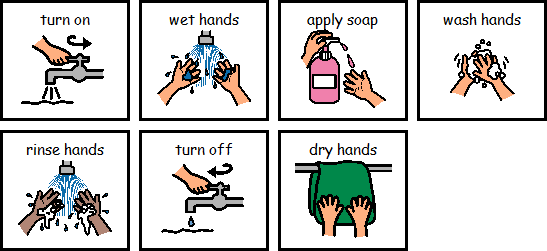 turn on
wet hands
apply soap
wash hands
rinse hands
turn off
dry hands